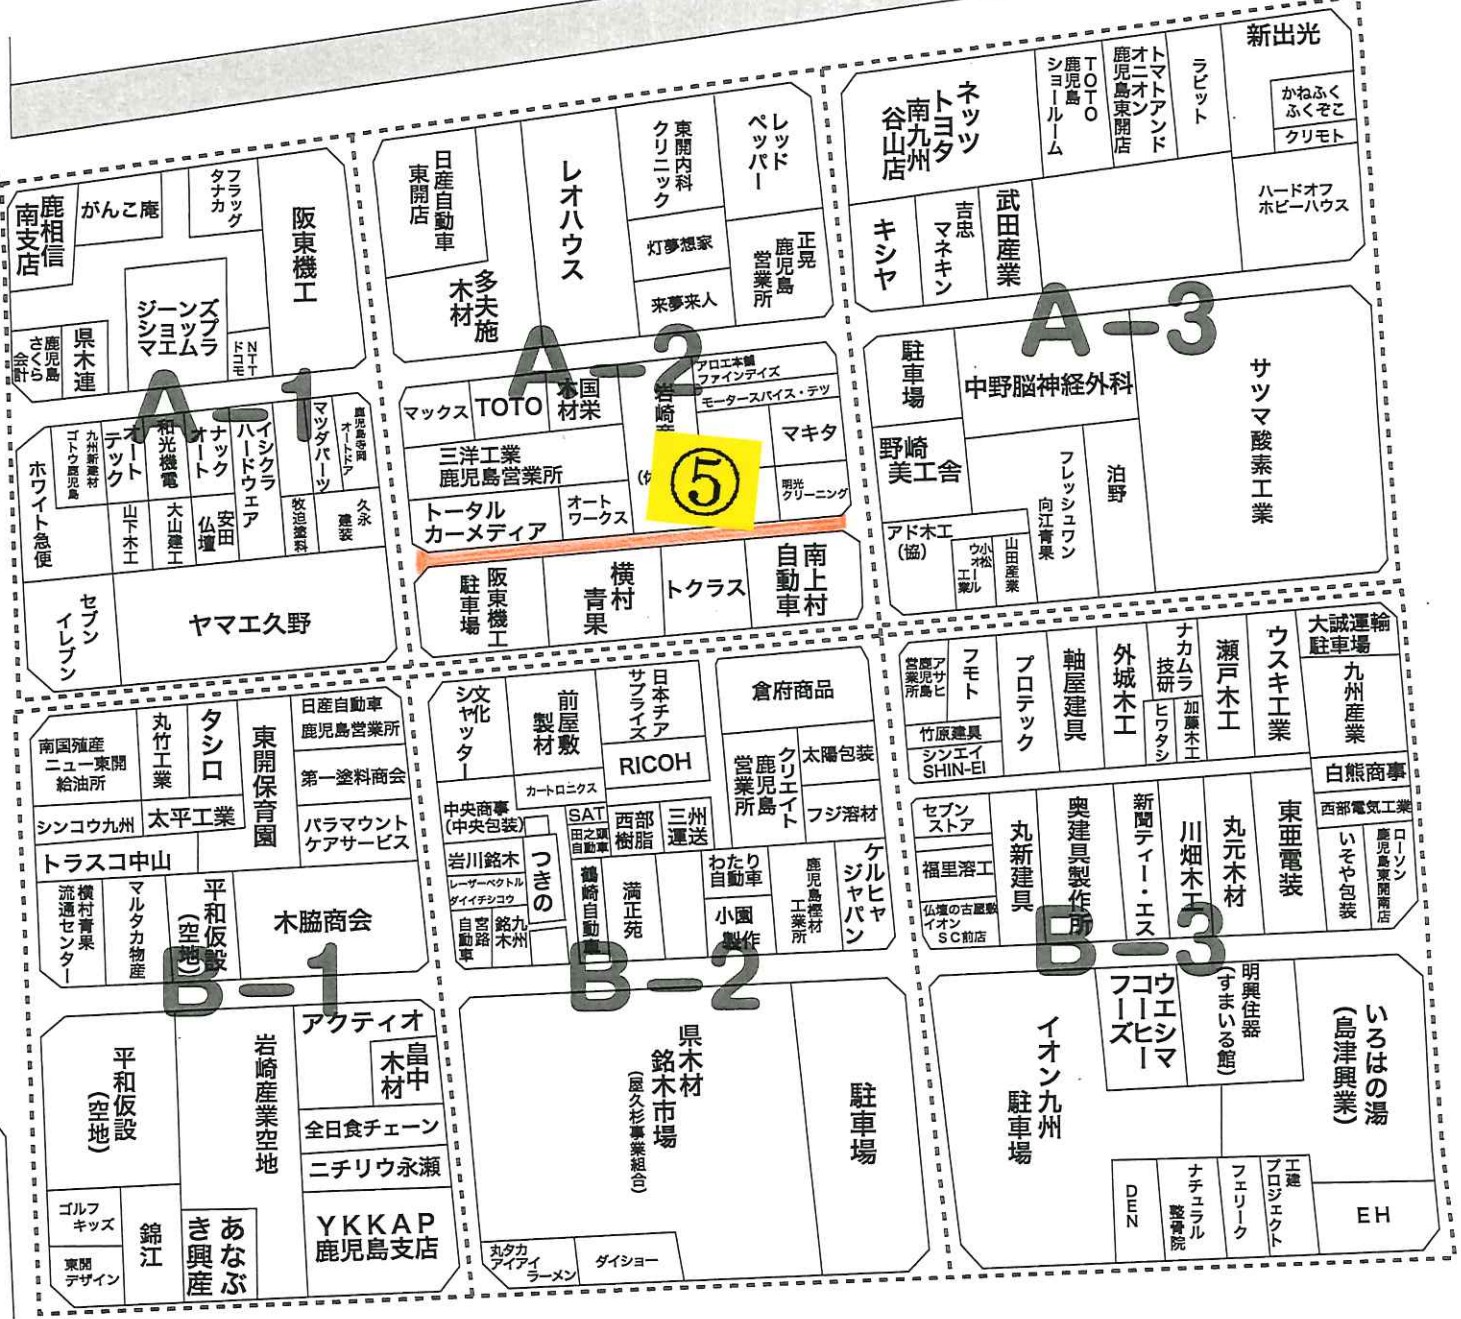 鹿相信
南支店
がんこ庵
フラッグ
タナカ
阪東機工
ジーンズ
ショップ
マエムラ
NTT
ドコモ
鹿児島
さくら
会計
県木連
A-1
ホワイト急便
九州新建材
ゴトウ鹿児島
オート
テック
和光機電
ナック
オート
イシクラ
ハードウェア
マツダパーツ
鹿児島寺岡
オートドア
山下木工
大山建工
安田
仏壇
牧迫塗料
久永
建装
セブン
イレブン
ヤマエ久野
日産自動車
東開店
多夫施
木材
レオハウス
東開内科
クリニック
灯夢想家
来夢来人
レッド
ペッパー
正晃
鹿児島
営業所
A-2
マックス
TOTO
国栄
木材
岩崎産
アロエ本舗
ファインデイズ
モータースパイス・テツ
マキタ
三洋工業
鹿児島営業所
⑤
明光
クリーニング
トータル
カーメディア
オート
ワークス
阪東機工
駐車場
横村
青果
トクラス
南上村
自動車
ネッツ
トヨタ
南九州
谷山店
TOTO
鹿児島
ショールーム
トマトアンド
オニオン
鹿児島東開店
ラビット
新出光
かねふく
ふくぞこ
クリモト
ハードオフ
ホビーハウス
キシヤ
吉忠
マネキン
武田産業
A-3
駐車場
中野脳神経外科
サツマ酸素工業
野崎
美工舎
フレッシュワン
向江青果
泊野
アド木工
(協)
小松
ウォール
工業
山田産業
南国殖産
ニュー東開
給油所
丸竹工業
タシロ
東開保育園
日産自動車
鹿児島営業所
第一塗料商会
シンコウ九州
太平工業
パラマウント
ケアサービス
トラスコ中山
横村青果
流通センター
マルタカ物産
平和仮設
(空地)
木脇商会
B-1
平和仮設
(空地)
岩崎産業空地
アクティオ
畠中
木材
全日食チェーン
ニチリウ永瀬
YKKAP
鹿児島支店
ゴルフ
キッズ
東開
デザイン
錦江
あなぶ
き興産
文化
シャッター
前屋敷
製材
日本チア
サプライズ
RICOH
カートロニクス
倉府商品
クリエイト
鹿児島
営業所
太陽包装
フジ溶材
中央商事
(中央包装)
SAT
田之頭
自動車
西部
樹脂
三州
運送
岩川銘木
レーザーベクトル
ダイイチシコウ
つきの
宮路
自動車
九州
銘木
鶴崎自動車
満正苑
わたり
自動車
小園
製作
鹿児島樫材
工業所
ケルヒャ
ジャパン
B-2
県木材
銘木市場
(屋久杉事業組合)
駐車場
丸タカ
アイアイ
ラーメン
ダイショー
アサヒ
鹿児島
営業所
フモト
竹原建具
シンエイ
SHIN-EI
プロテック
軸屋建具
外城木工
ナカムラ
技研
ヒワタシ
加藤木工
瀬戸木工
ウスキ工業
大誠運輸
駐車場
九州産業
白熊商事
セブン
ストア
福里溶工
仏壇の古屋敷
イオン
SC前店
丸新建具
奥建具製作所
新聞ティー・エス
川畑木工
丸元木材
東亜電装
西部電気工業
いそや包装
ローソン
鹿児島東開南店
B-3
イオン九州
駐車場
ウエシマ
コーヒー
フーズ
明興住器
(すまいる館)
いろはの湯
(島津興業)
DEN
ナチュラル
整骨院
フェリーク
工建
プロジェクト
EH